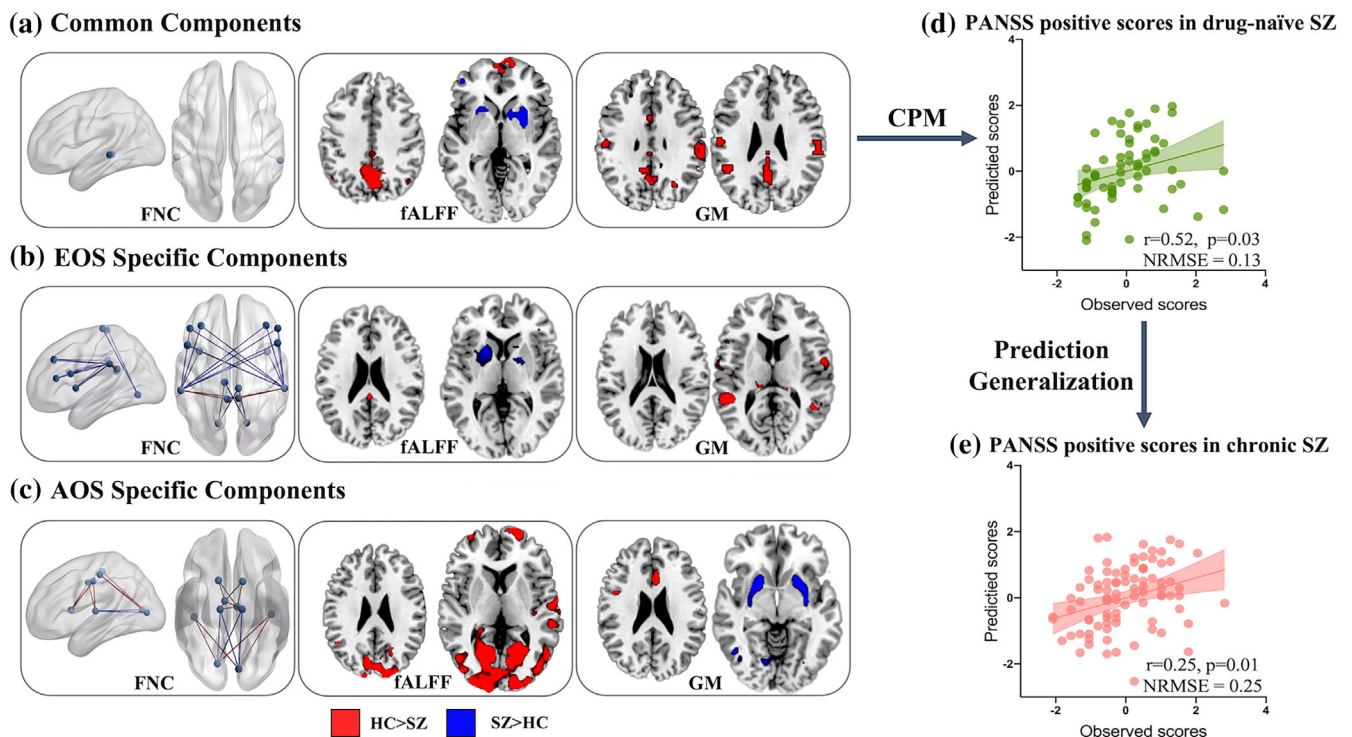 (a) Common Components
FNC
fALFF
GM
CPM
(b) EOS Specific Components
FNC
fALFF
GM
(c) AOS Specific Components
FNC
fALFF
GM
HC>SZ
SZ>HC
(d) PANSS positive scores in drug-naïve SZ
Predictied scores
4
2
0
-2
r=0.52, p=0.03
NRMSE = 0.13
-2
0
2
4
Observed scores
Prediction
Generalization
(e) PANSS positive scores in chronic SZ
Predictied scores
4
2
0
-2
r=0.25, p=0.01
NRMSE = 0.25
-2
0
2
4
Observed scores